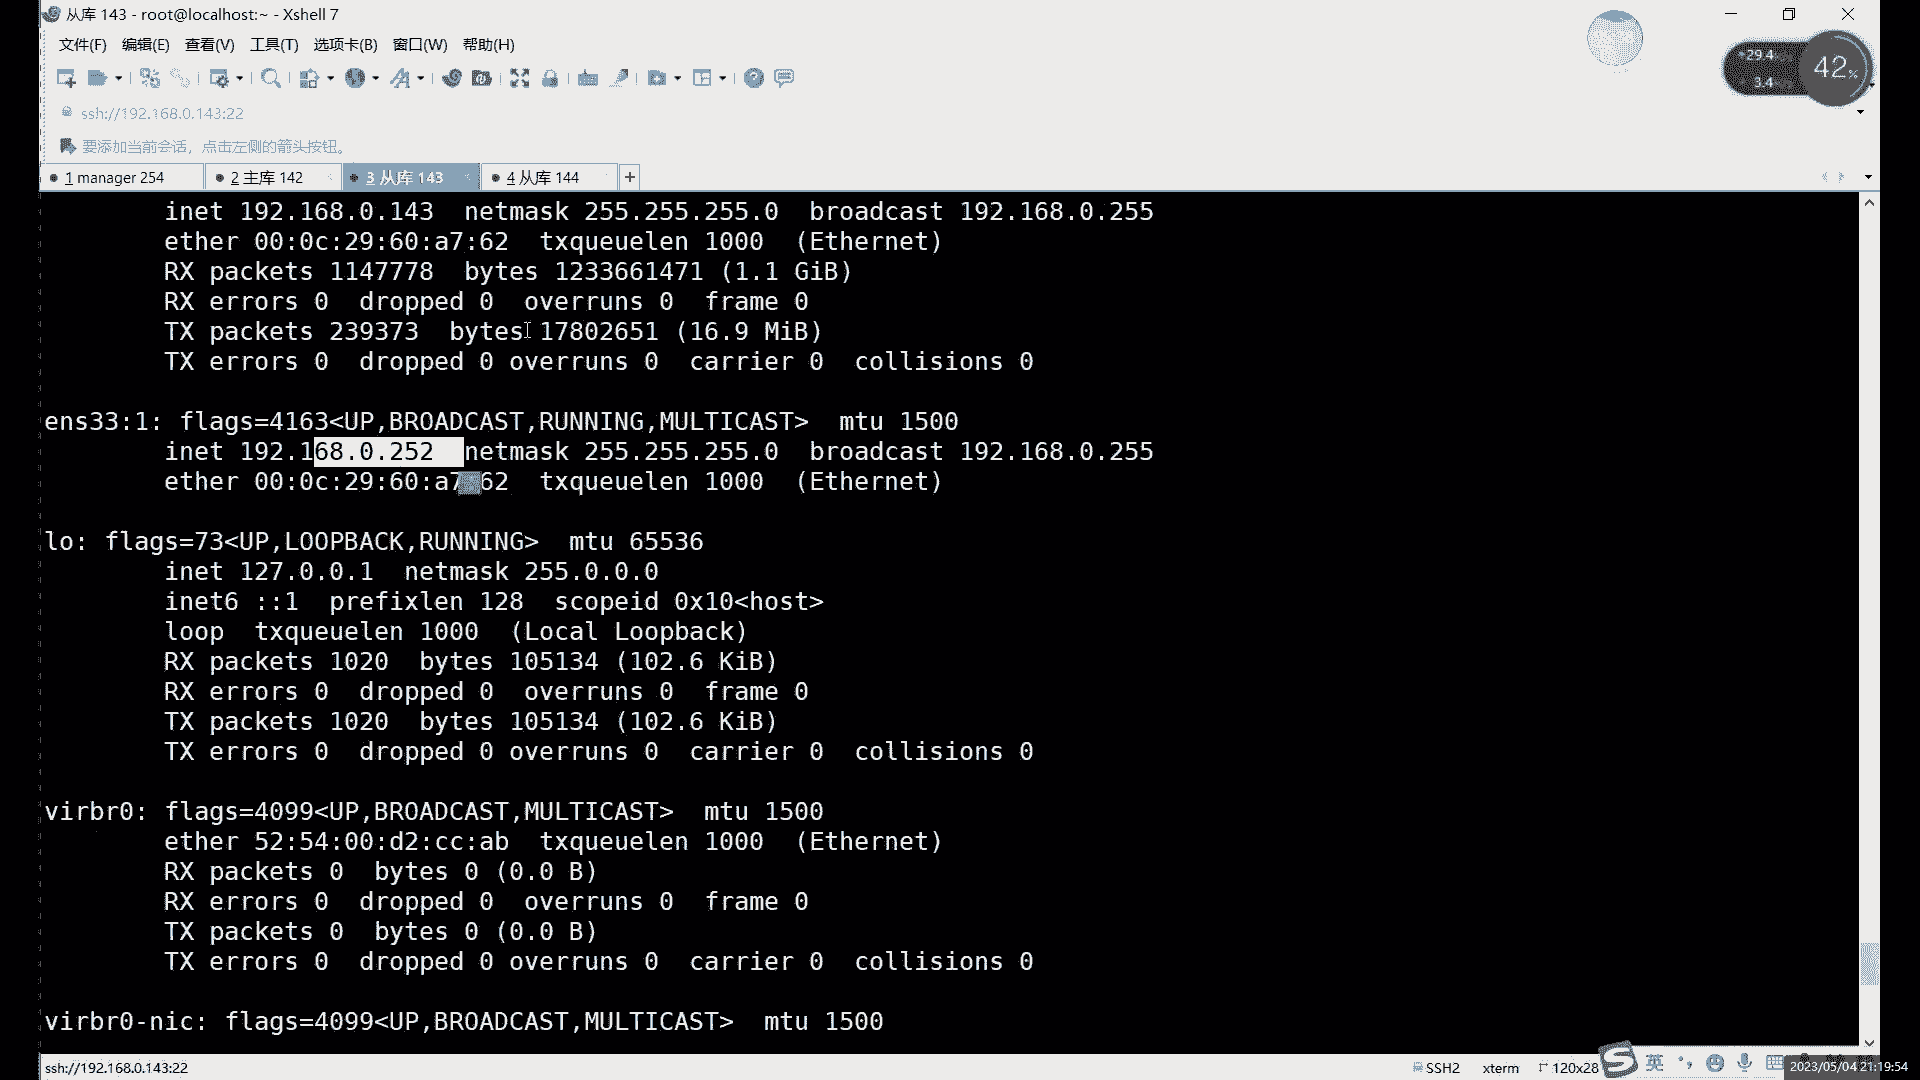 从库 143 - root@localhost:~ - Xshell 7
文件(F) 编辑(E) 查看(V) 工具(T) 选项卡(B) 窗口(W) 帮助(H)
29.4
3.4
42%
ssh://192.168.0.143:22
要添加当前会话，点击左侧的箭头按钮。
1 manager 254
2 主库 142
3 从库 143
4 从库 144
+
inet 192.168.0.143 netmask 255.255.255.0 broadcast 192.168.0.255
ether 00:0c:29:60:a7:62 txqueuelen 1000 (Ethernet)
RX packets 1147778 bytes 1233661471 (1.1 GiB)
RX errors 0 dropped 0 overruns 0 frame 0
TX packets 239373 bytes 17802651 (16.9 MiB)
TX errors 0 dropped 0 overruns 0 carrier 0 collisions 0
ens33:1: flags=4163<UP,BROADCAST,RUNNING,MULTICAST> mtu 1500
inet 192.168.0.252 netmask 255.255.255.0 broadcast 192.168.0.255
ether 00:0c:29:60:a7:62 txqueuelen 1000 (Ethernet)
lo: flags=73<UP,LOOPBACK,RUNNING> mtu 65536
inet 127.0.0.1 netmask 255.0.0.0
inet6 ::1 prefixlen 128 scopeid 0x10<host>
loop txqueuelen 1000 (Local Loopback)
RX packets 1020 bytes 105134 (102.6 KiB)
RX errors 0 dropped 0 overruns 0 frame 0
TX packets 1020 bytes 105134 (102.6 KiB)
TX errors 0 dropped 0 overruns 0 carrier 0 collisions 0
virbr0: flags=4099<UP,BROADCAST,MULTICAST> mtu 1500
ether 52:54:00:d2:cc:ab txqueuelen 1000 (Ethernet)
RX packets 0 bytes 0 (0.0 B)
RX errors 0 dropped 0 overruns 0 frame 0
TX packets 0 bytes 0 (0.0 B)
TX errors 0 dropped 0 overruns 0 carrier 0 collisions 0
virbr0-nic: flags=4099<UP,BROADCAST,MULTICAST> mtu 1500
ssh://192.168.0.143:22
SSH2
xterm
120x28
英
2023/05/04 21:19:54